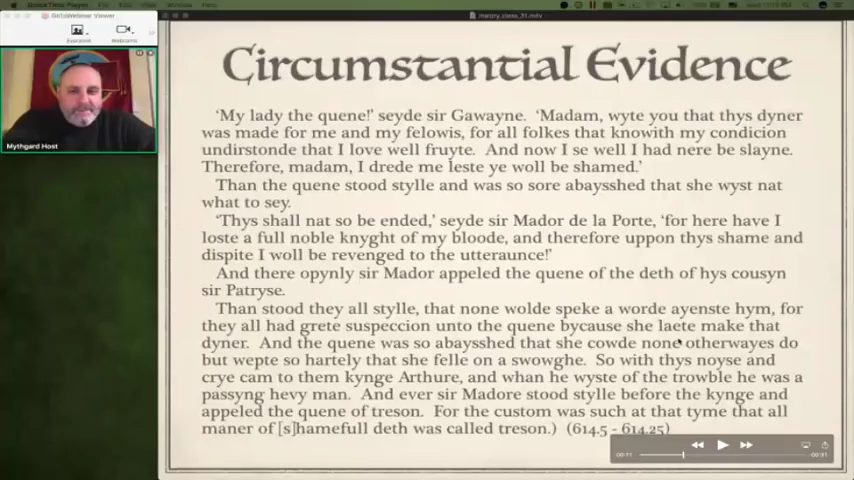 GoToWebinar Viewer
malory_class_31.m4v
Webcams
Mythgard Host
Circumstantial Evidence
'My lady the quene!' seyde sir Gawayne. 'Madam, wyte you that thys dyner
was made for me and my felowis, for all folkes that knowith my condicion
undirstonde that I love well fruyte. And now I se well I had nere be slayne.
Therefore, madam, I drede me leste ye woll be shamed.'
Than the quene stood stylle and was so sore abaysshed that she wyst nat
what to sey.
'Thys shall nat so be ended,' seyde sir Mador de la Porte, 'for here have I
loste a full noble knyght of my bloode, and therefore uppon thys shame and
dispite I woll be revenged to the utteraunce!'
And there opynly sir Mador appeled the quene of the deth of hys cousyn
sir Patryse.
Than stood they all stylle, that none wolde speke a worde ayenste hym, for
they all had grete suspeccion unto the quene bycause she laete make that
dyner. And the quene was so abaysshed that she cowde none otherwayes do
but wepte so hartely that she felle on a swowghe. So with thys noyse and
crye cam to them kynge Arthure, and whan he wyste of the trowble he was a
passyng hevy man. And ever sir Madore stood stylle before the kynge and
appeled the quene of treson. For the custom was such at that tyme that all
maner of [s]hamefull deth was called treson.) (614.5 - 614.25)
00:11
-00:31